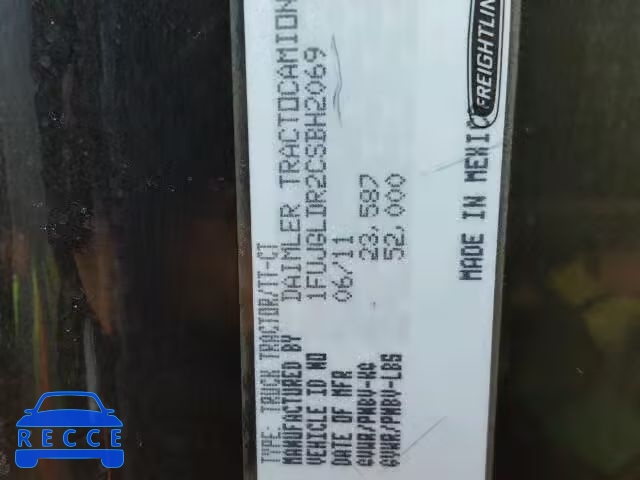 TYPE: TRUCK TRACTOR/TT-CT
MANUFACTURED BY DAIMLER TRACTOCAMION
VEHICLE ID NO 1FUJGLDR2CSBH2069
DATE OF MFR 06/11
GVWR/PNBV-KG 23,587
GVWR/PNBV-LBS 52,000
MADE IN MEXIC
FREIGHTLIN
RECCE